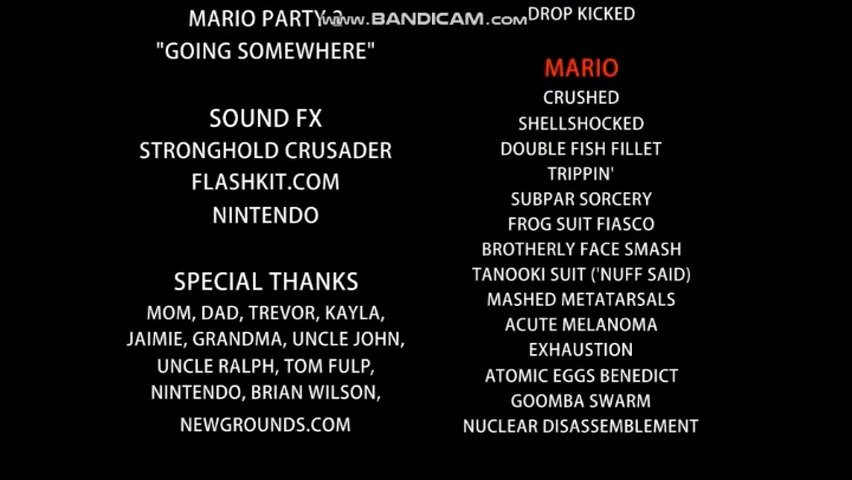 MARIO PARTY
www.BANDICAM.com
"GOING SOMEWHERE"
SOUND FX
STRONGHOLD CRUSADER
FLASHKIT.COM
NINTENDO
SPECIAL THANKS
MOM, DAD, TREVOR, KAYLA,
JAIMIE, GRANDMA, UNCLE JOHN,
UNCLE RALPH, TOM FULP,
NINTENDO, BRIAN WILSON,
NEWGROUNDS.COM
DROP KICKED
MARIO
CRUSHED
SHELLSHOCKED
DOUBLE FISH FILLET
TRIPPIN'
SUBPAR SORCERY
FROG SUIT FIASCO
BROTHERLY FACE SMASH
TANOOKI SUIT ('NUFF SAID)
MASHED METATARSALS
ACUTE MELANOMA
EXHAUSTION
ATOMIC EGGS BENEDICT
GOOMBA SWARM
NUCLEAR DISASSEMBLEMENT